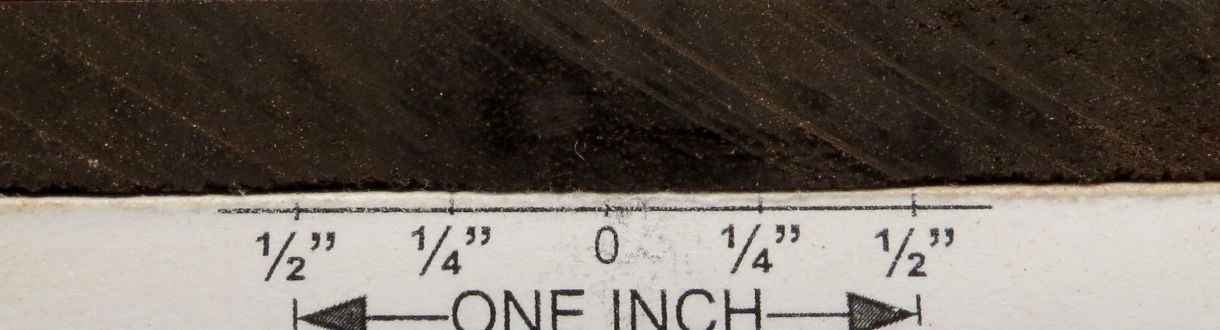 ½” ¼” 0 ¼” ½”
ONE INCH